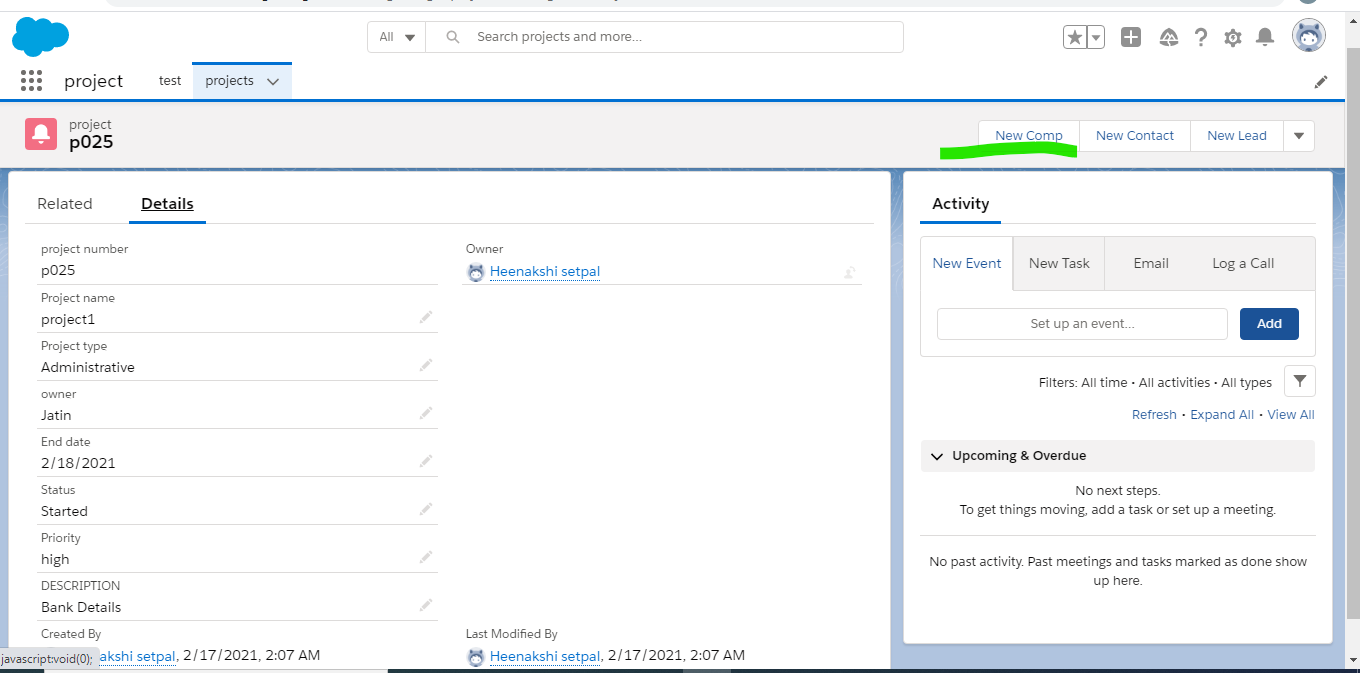 All
Search projects and more...
project
test
projects
project
p025
New Comp
New Contact
New Lead
Related
Details
project number
p025
Project name
project1
Project type
Administrative
owner
Jatin
End date
2/18/2021
Status
Started
Priority
high
DESCRIPTION
Bank Details
Created By
akshi setpal, 2/17/2021, 2:07 AM
javascript:void(0);
Owner
Heenakshi setpal
Last Modified By
Heenakshi setpal, 2/17/2021, 2:07 AM
Activity
New Event
New Task
Email
Log a Call
Set up an event...
Add
Filters: All time • All activities • All types
Refresh • Expand All • View All
Upcoming & Overdue
No next steps.
To get things moving, add a task or set up a meeting.
No past activity. Past meetings and tasks marked as done show
up here.